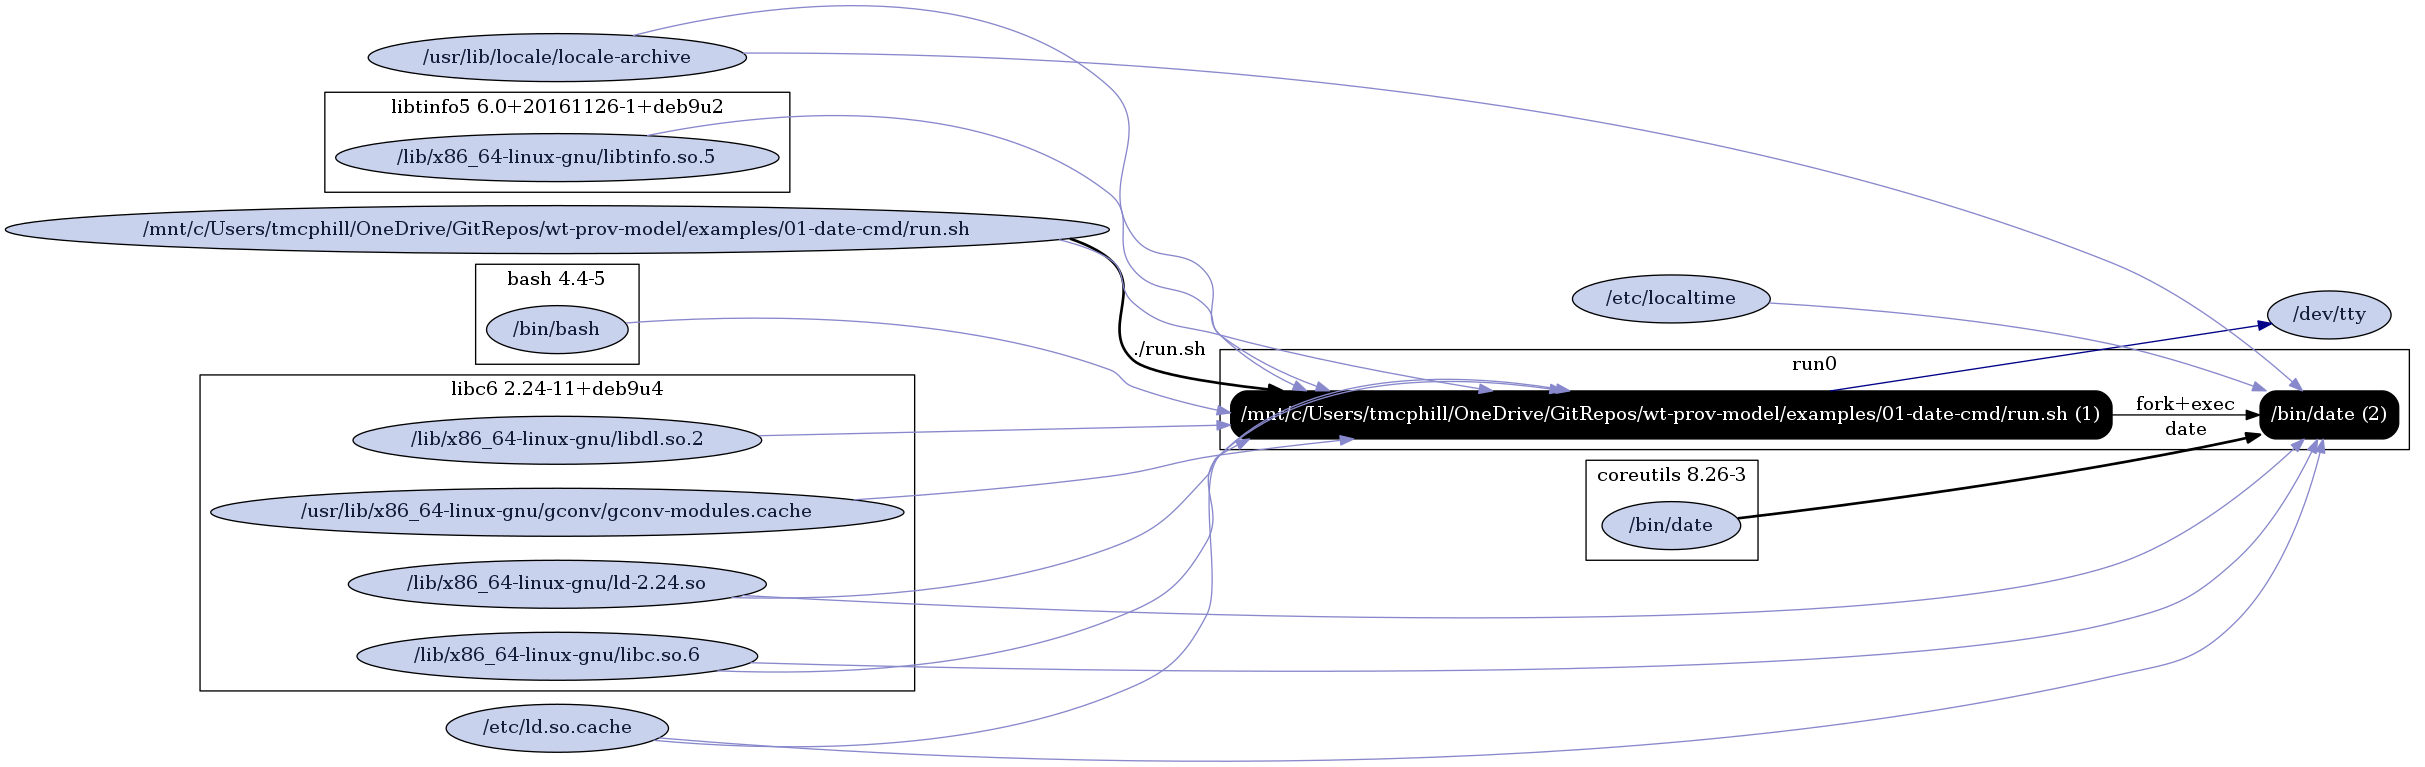 /usr/lib/locale/locale-archive
libtinfo5 6.0+20161126-1+deb9u2
/lib/x86_64-linux-gnu/libtinfo.so.5
/mnt/c/Users/tmcphill/OneDrive/GitRepos/wt-prov-model/examples/01-date-cmd/run.sh
bash 4.4-5
/bin/bash
./run.sh
libc6 2.24-11+deb9u4
/lib/x86_64-linux-gnu/libdl.so.2
/usr/lib/x86_64-linux-gnu/gconv/gconv-modules.cache
/lib/x86_64-linux-gnu/ld-2.24.so
/lib/x86_64-linux-gnu/libc.so.6
/etc/ld.so.cache
/etc/localtime
/dev/tty
run0
/mnt/c/Users/tmcphill/OneDrive/GitRepos/wt-prov-model/examples/01-date-cmd/run.sh (1)
fork+exec
date
/bin/date (2)
coreutils 8.26-3
/bin/date